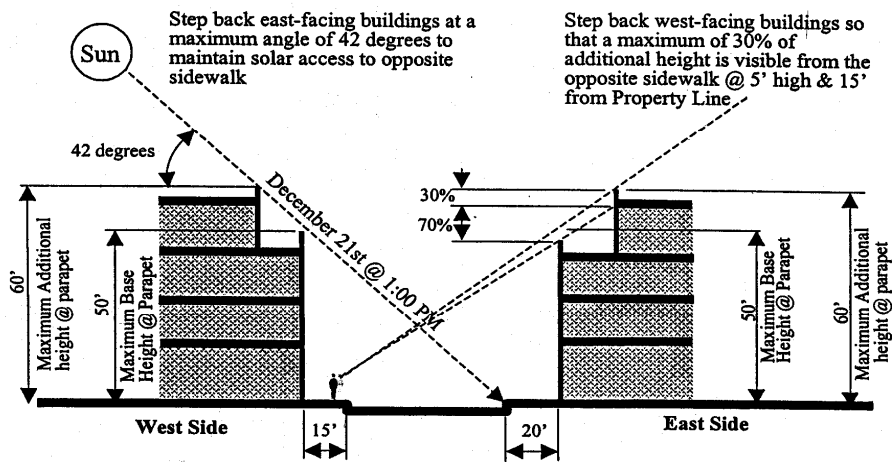 Step back east-facing buildings at a
maximum angle of 42 degrees to
maintain solar access to opposite
sidewalk
Step back west-facing buildings so
that a maximum of 30% of
additional height is visible from the
opposite sidewalk @ 5' high & 15'
from Property Line
Sun
42 degrees
December 21st @ 1:00 PM
30%
70%
60'
Maximum Additional
height @ parapet
50'
Maximum Base
Height @ Parapet
50'
Maximum Base
Height @ Parapet
60'
Maximum Additional
height @ parapet
West Side
15'
20'
East Side